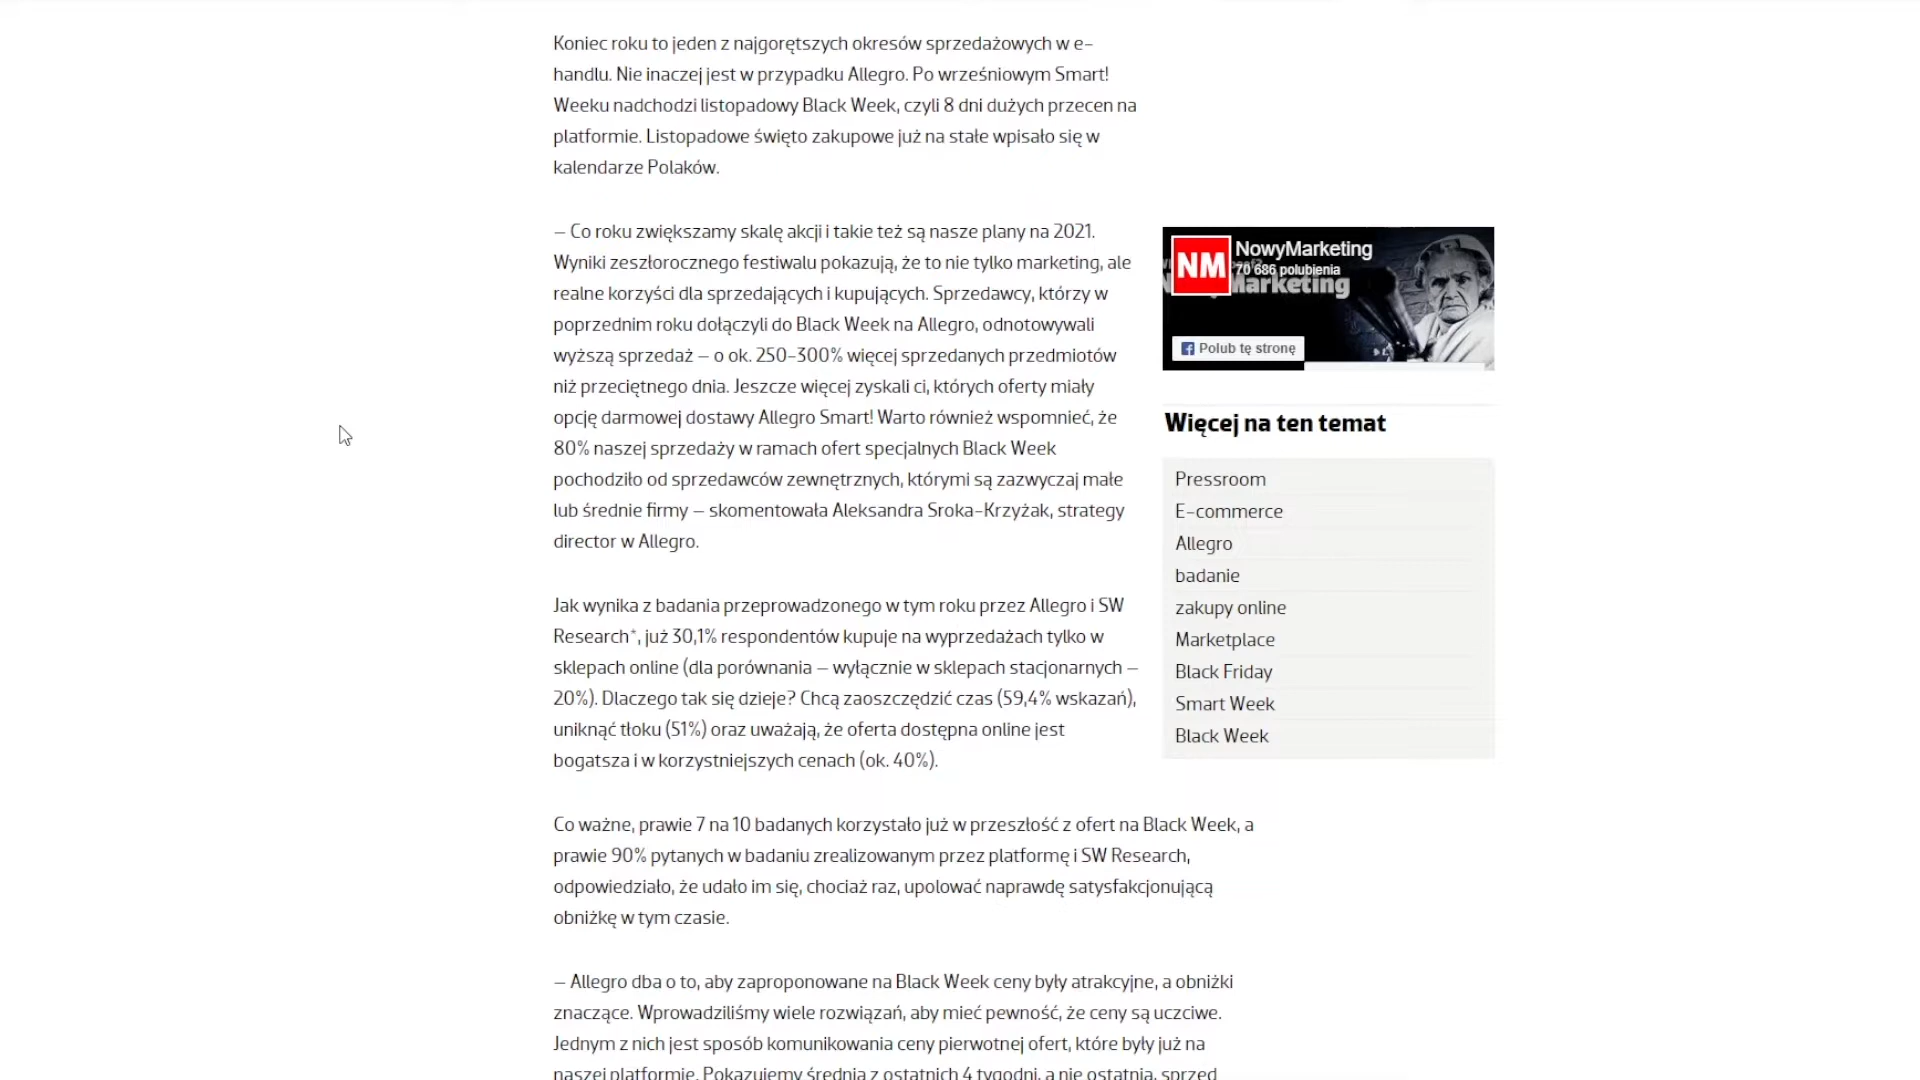 Koniec roku to jeden z najgorętszych okresów sprzedażowych w e-
handlu. Nie inaczej jest w przypadku Allegro. Po wrześniowym Smart!
Weeku nadchodzi listopadowy Black Week, czyli 8 dni dużych przecen na
platformie. Listopadowe święto zakupowe już na stałe wpisało się w
kalendarze Polaków.
– Co roku zwiększamy skalę akcji i takie też są nasze plany na 2021.
Wyniki zeszłorocznego festiwalu pokazują, że to nie tylko marketing, ale
realne korzyści dla sprzedających i kupujących. Sprzedawcy, którzy w
poprzednim roku dołączyli do Black Week na Allegro, odnotowywali
wyższą sprzedaż – o ok. 250-300% więcej sprzedanych przedmiotów
niż przeciętnego dnia. Jeszcze więcej zyskali ci, których oferty miały
opcję darmowej dostawy Allegro Smart! Warto również wspomnieć, że
80% naszej sprzedaży w ramach ofert specjalnych Black Week
pochodziło od sprzedawców zewnętrznych, którymi są zazwyczaj małe
lub średnie firmy – skomentowała Aleksandra Sroka-Krzyżak, strategy
director w Allegro.
Jak wynika z badania przeprowadzonego w tym roku przez Allegro i SW
Research*, już 30,1% respondentów kupuje na wyprzedażach tylko w
sklepach online (dla porównania – wyłącznie w sklepach stacjonarnych –
20%). Dlaczego tak się dzieje? Chcą zaoszczędzić czas (59,4% wskazań),
uniknąć tłoku (51%) oraz uważają, że oferta dostępna online jest
bogatsza i w korzystniejszych cenach (ok. 40%).
Co ważne, prawie 7 na 10 badanych korzystało już w przeszłość z ofert na Black Week, a
prawie 90% pytanych w badaniu zrealizowanym przez platformę i SW Research,
odpowiedziało, że udało im się, chociaż raz, upolować naprawdę satysfakcjonującą
obniżkę w tym czasie.
– Allegro dba o to, aby zaproponowane na Black Week ceny były atrakcyjne, a obniżki
znaczące. Wprowadziliśmy wiele rozwiązań, aby mieć pewność, że ceny są uczciwe.
Jednym z nich jest sposób komunikowania ceny pierwotnej ofert, które były już na
naszej platformie. Pokazujemy średnią z ostatnich 4 tygodni, a nie ostatnią, sprzed
NM
NowyMarketing
70 686 polubienia
Marketing
Polub tę stronę
Więcej na ten temat
Pressroom
E-commerce
Allegro
badanie
zakupy online
Marketplace
Black Friday
Smart Week
Black Week